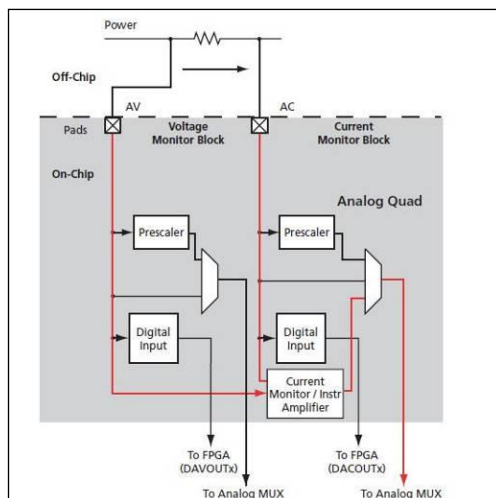 Power
Off-Chip
AV
AC
Pads
Voltage
Monitor Block
Current
Monitor Block
On-Chip
Analog Quad
Prescaler
Prescaler
Digital
Input
Digital
Input
Current
Monitor / Instr
Amplifier
To FPGA
(DAVOUTx)
To FPGA
(DACOUTx)
To Analog MUX
To Analog MUX